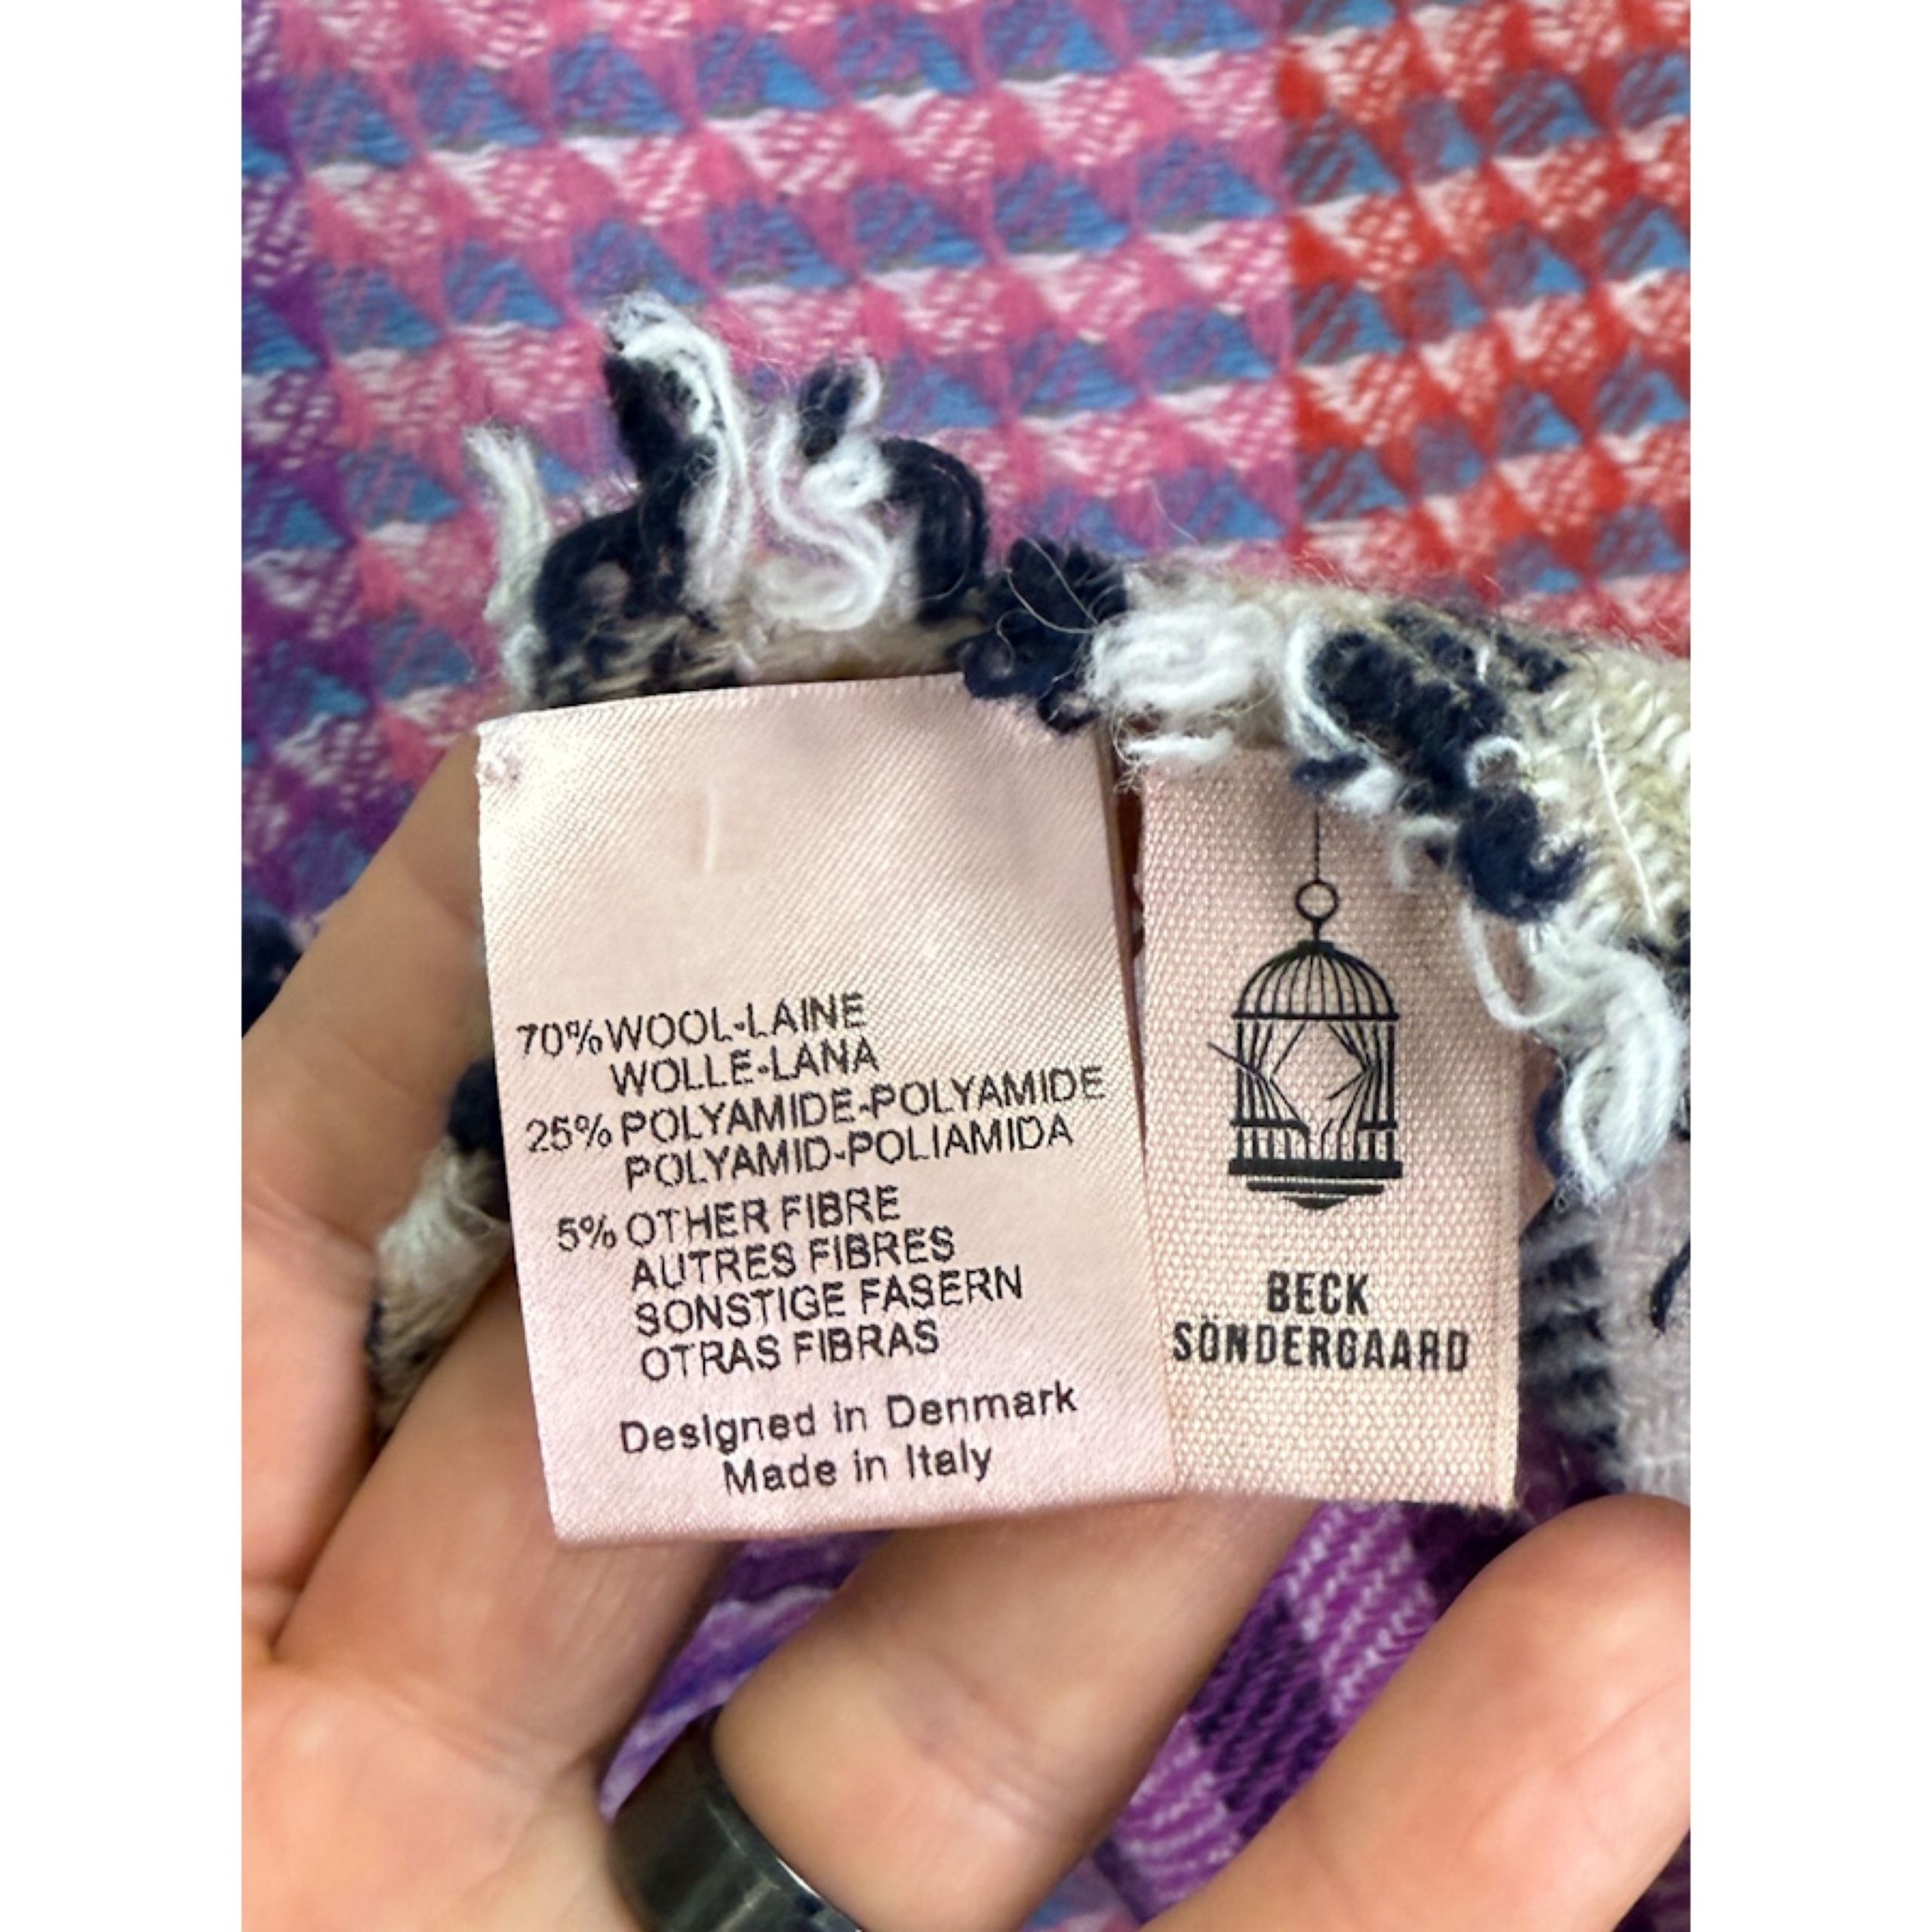 70% WOOL-LAINE
WOLLE-LANA
25% POLYAMIDE-POLYAMIDE
POLYAMID-POLIAMIDA
5% OTHER FIBRE
AUTRES FIBRES
SONSTIGE FASERN
OTRAS FIBRAS
Designed in Denmark
Made in Italy
BECK
SÖNDERGAARD